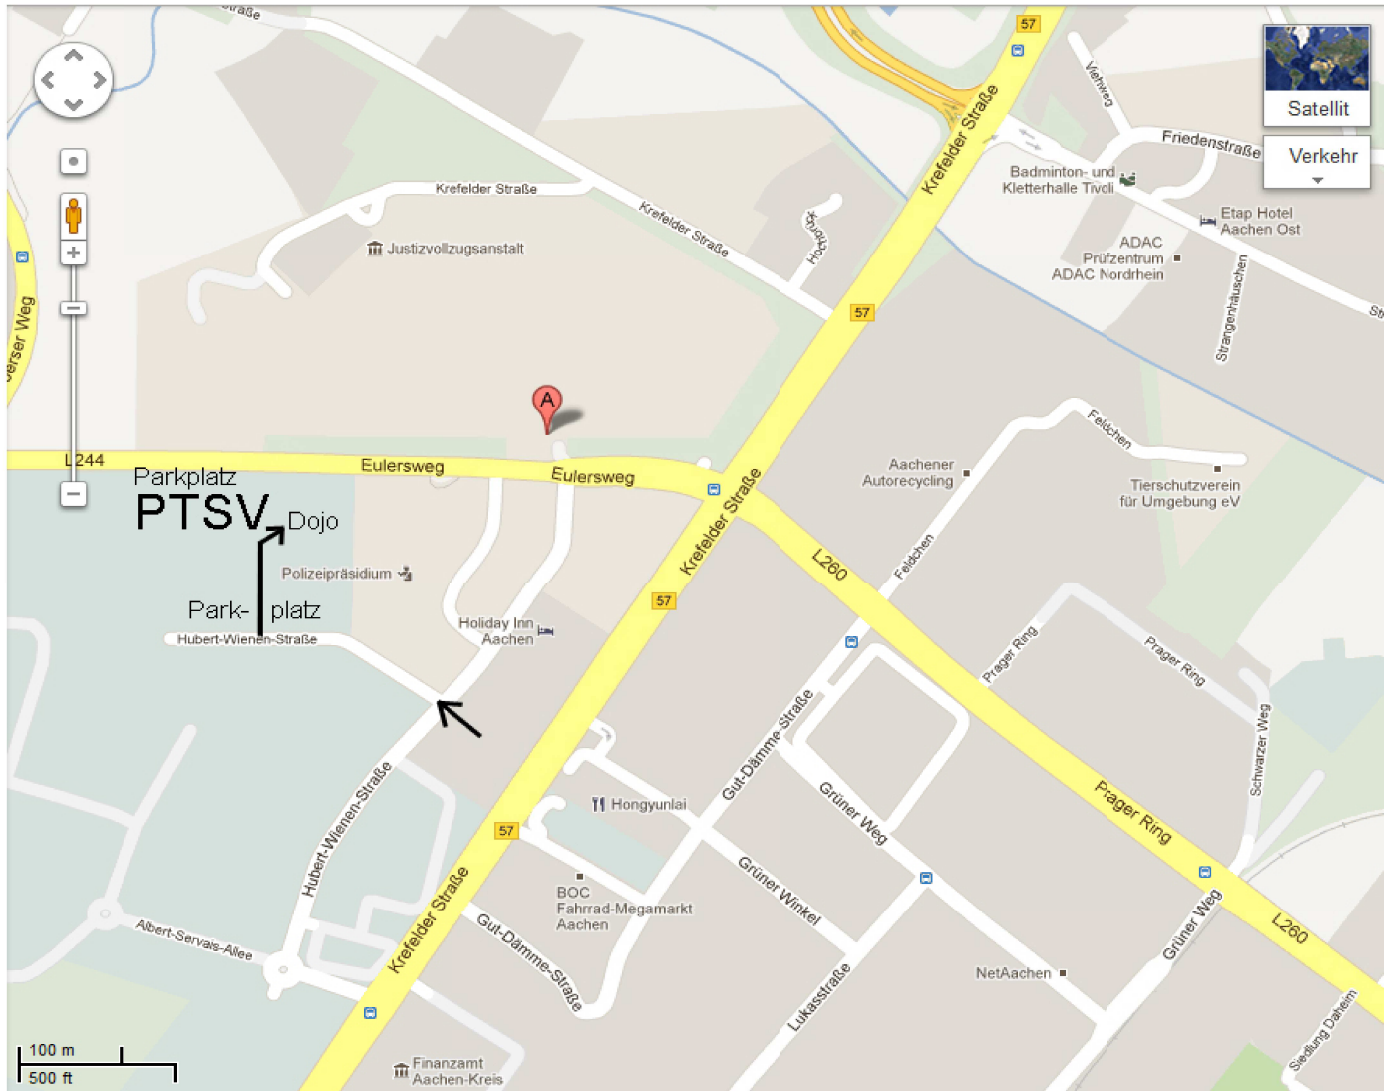 straße
57
Satellit
Verkehr
Viehweg
Friedenstraße
Krefelder Straße
Badminton- und
Kletterhalle Tivoli
Krefelder Straße
Krefelder Straße
Hochbrück
Etap Hotel
Aachen Ost
Justizvollzugsanstalt
ADAC
Prüfzentrum
ADAC Nordrhein
Strangenhäuschen
57
erser Weg
A
Feldchen
L244
Eulersweg
Eulersweg
Krefelder Straße
Aachener
Autorecycling
Tierschutzverein
für Umgebung eV
Parkplatz
PTSV
Dojo
Feldchen
L260
Polizeipräsidium
57
Park- platz
Holiday Inn
Aachen
Hubert-Wienen-Straße
Prager Ring
Prager Ring
Gut-Dämme-Straße
Schwarzer Weg
Hubert-Wienen-Straße
Hongyunlai
Grüner Weg
Prager Ring
57
Grüner Winkel
BOC
Fahrrad-Megamarkt
Aachen
Krefelder Straße
Gut-Dämme-Straße
Albert-Servais-Allee
Grüner Weg
L260
NetAachen
Lukasstraße
Siedlung Daheim
100 m
500 ft
Finanzamt
Aachen-Kreis